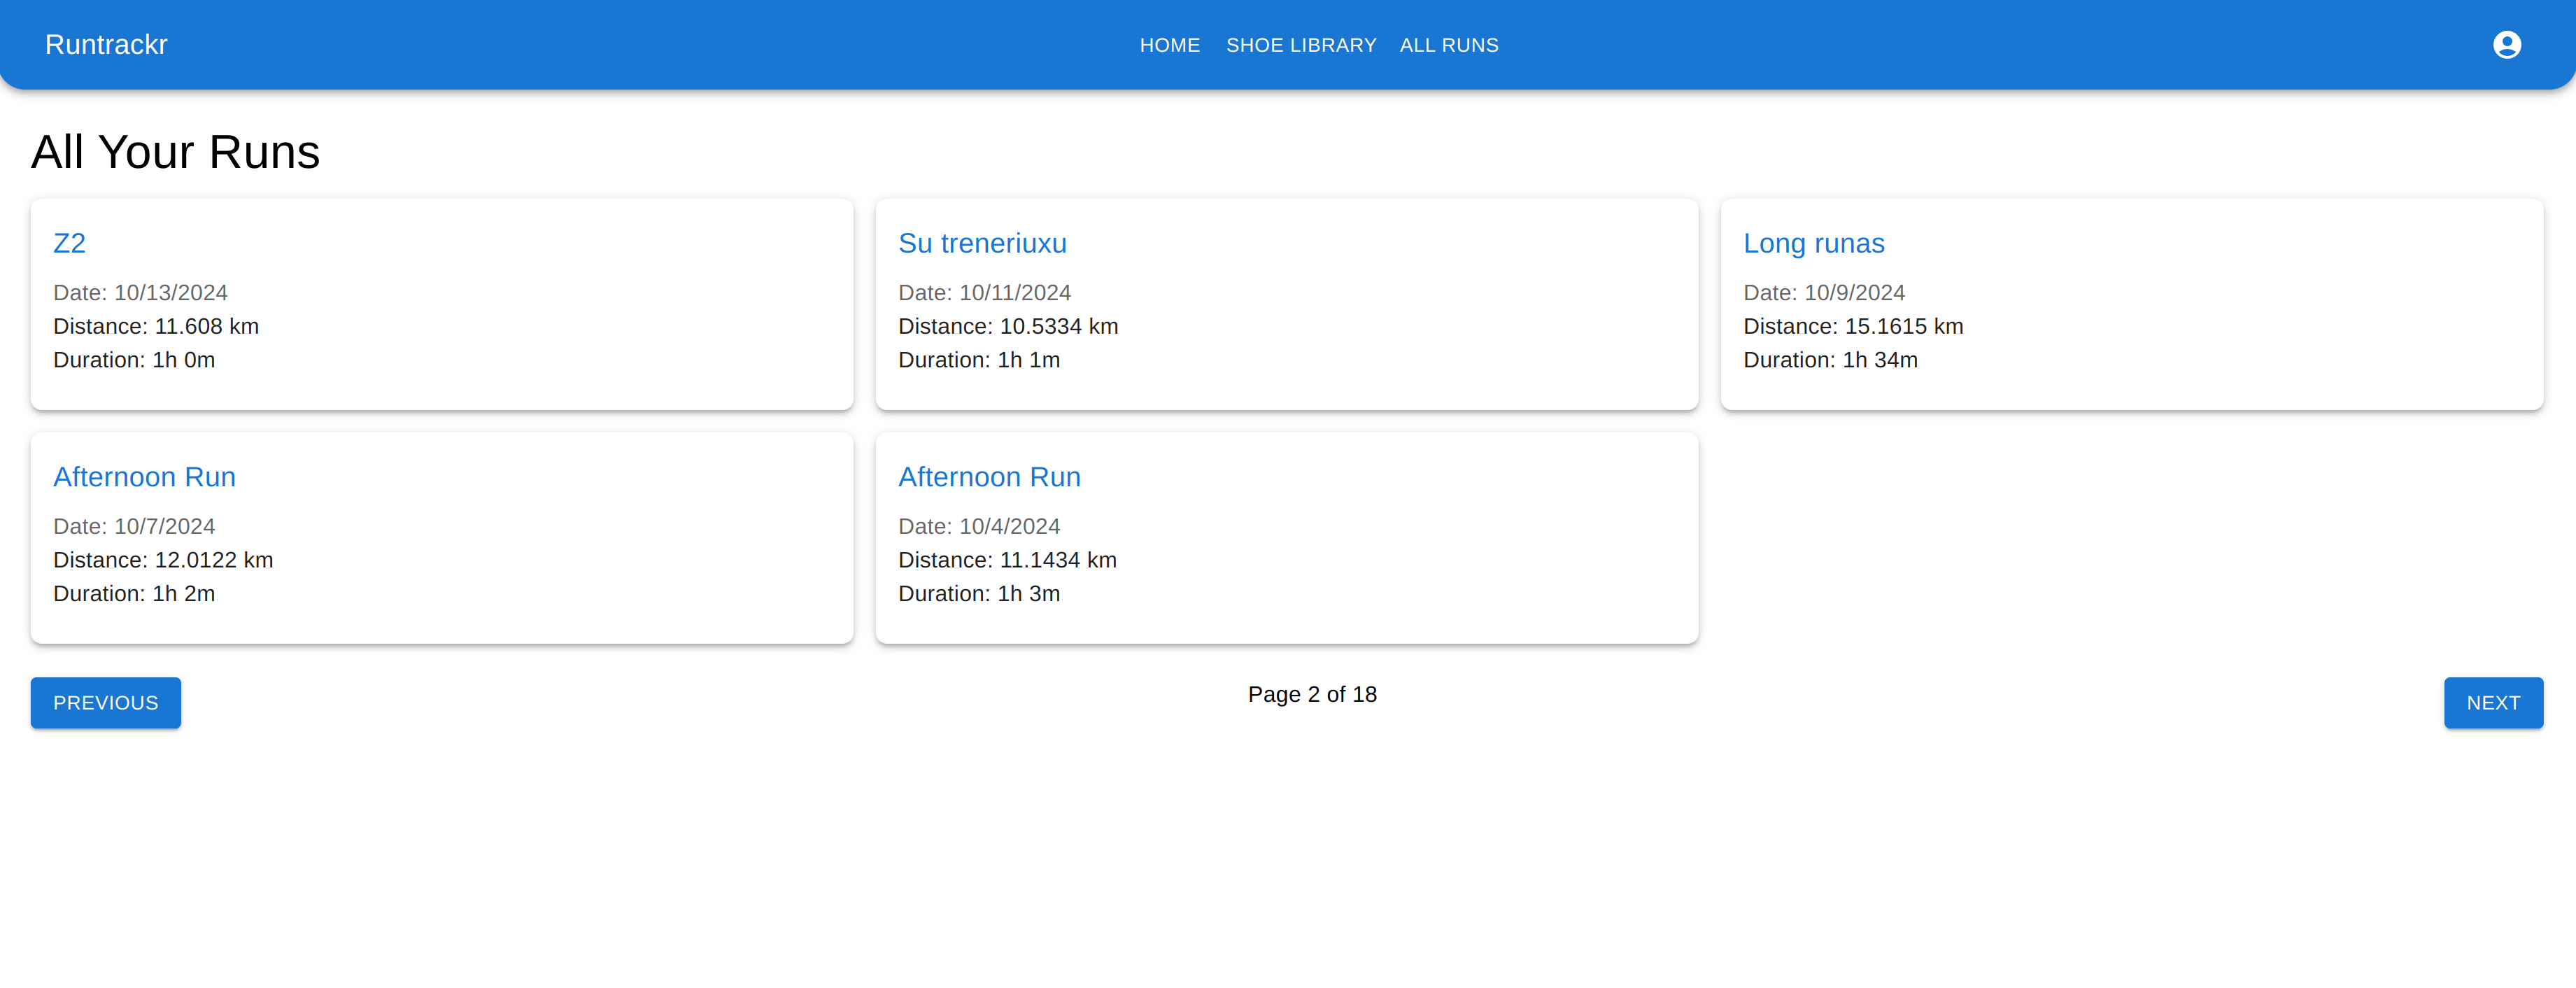 Runtrackr
HOME SHOE LIBRARY ALL RUNS
All Your Runs
Z2
Date: 10/13/2024
Distance: 11.608 km
Duration: 1h 0m
Su treneriuxu
Date: 10/11/2024
Distance: 10.5334 km
Duration: 1h 1m
Long runas
Date: 10/9/2024
Distance: 15.1615 km
Duration: 1h 34m
Afternoon Run
Date: 10/7/2024
Distance: 12.0122 km
Duration: 1h 2m
Afternoon Run
Date: 10/4/2024
Distance: 11.1434 km
Duration: 1h 3m
PREVIOUS
Page 2 of 18
NEXT